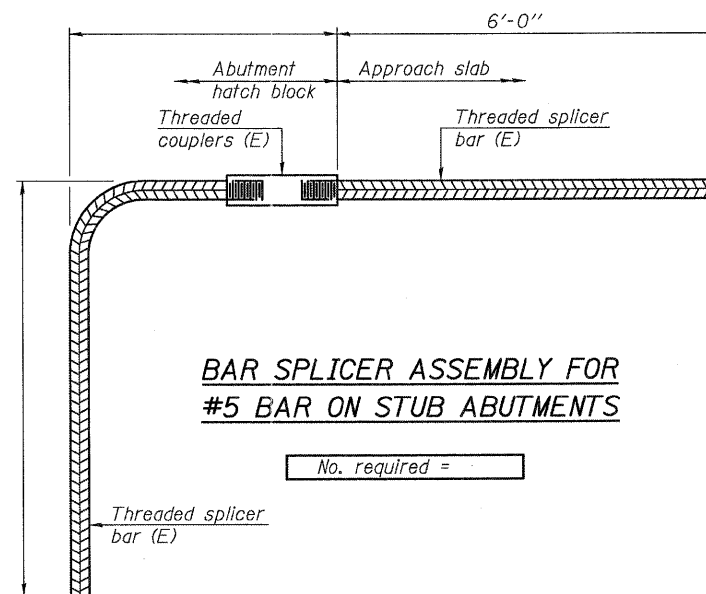 6'-0"
Abutment
hatch block
Approach slab
Threaded
couplers (E)
Threaded splicer
bar (E)
BAR SPLICER ASSEMBLY FOR
#5 BAR ON STUB ABUTMENTS
No. required =
Threaded splicer
bar (E)